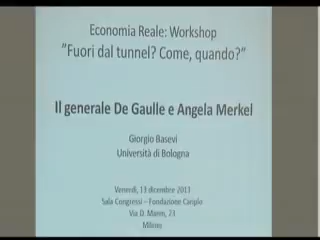 Economia Reale: Workshop
"Fuori dal tunnel? Come, quando?"
Il generale De Gaulle e Angela Merkel
Giorgio Basevi
Università di Bologna
Venerdì, 13 dicembre 2013
Sala Congressi – Fondazione Cariplo
Via D. Manin, 23
Milano